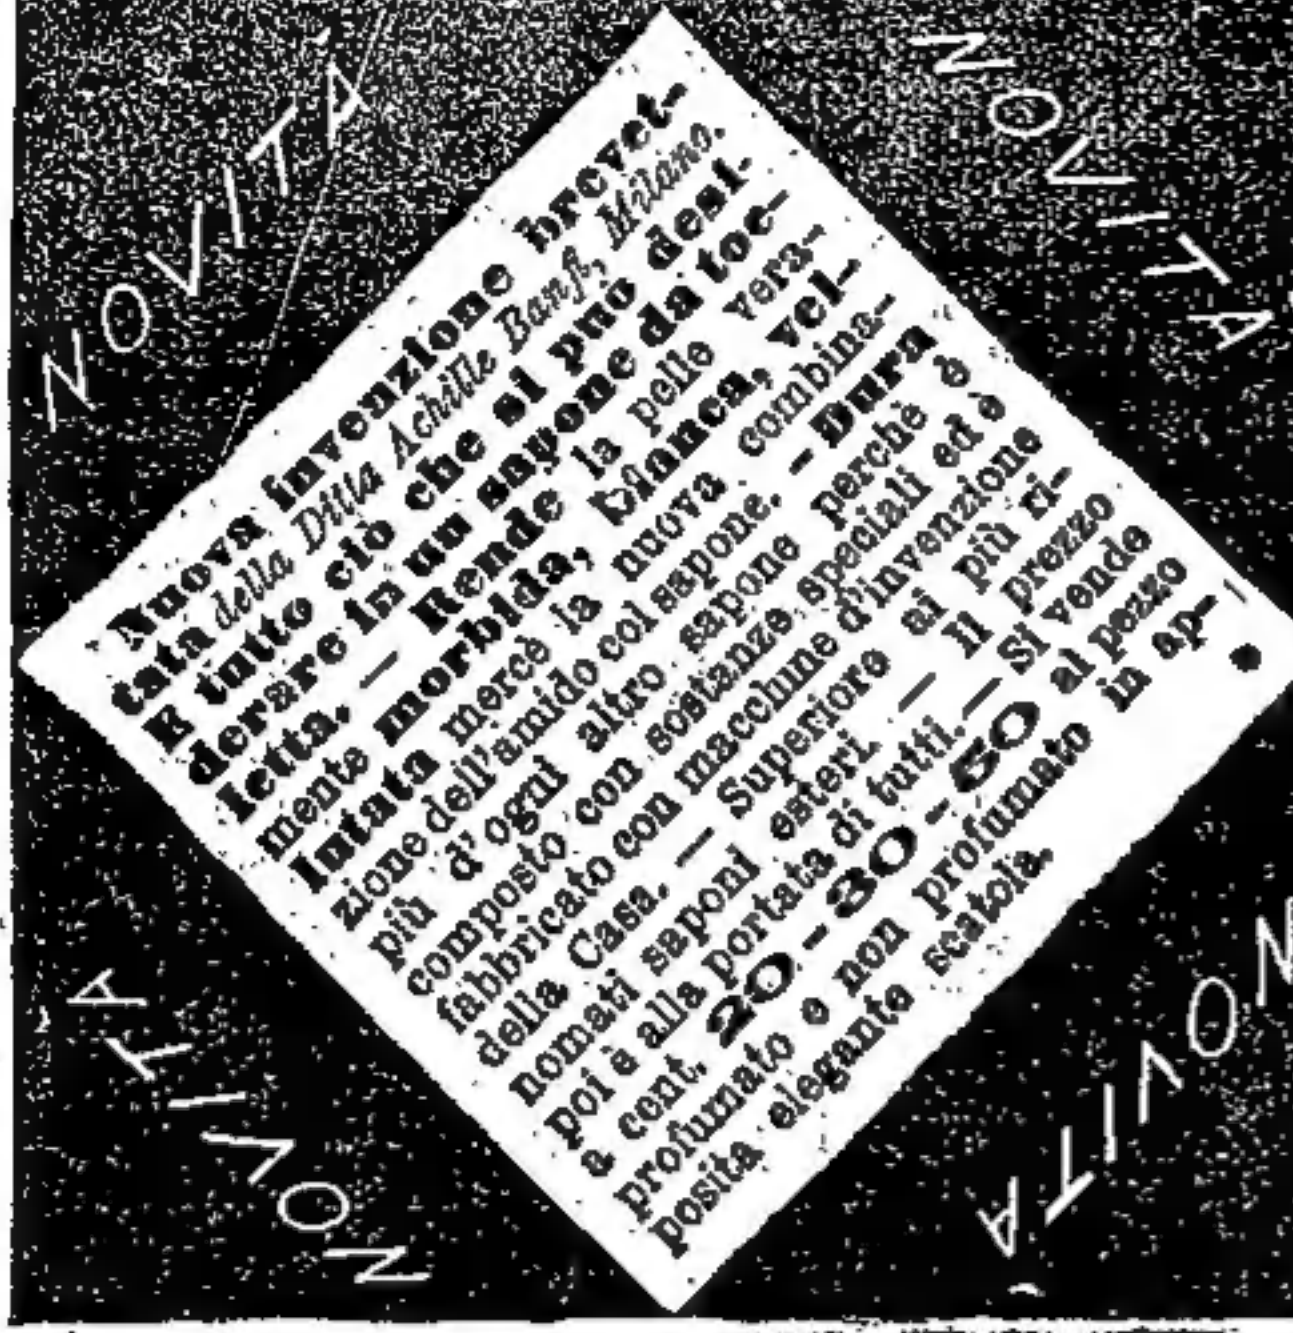 NOVITÀ
NOVITÀ
Nuova invenzione brevet-
tata della Ditta Achille Banfi, Milano.
E tutto ciò che si può desi-
derare in un sapone da toc-
letta. — Rende la pelle vera-
mente morbida, bianca, vel-
lutata mercè la nuova combina-
zione dell'amido col sapone. — Dura
più d'ogni altro sapone perchè è
composto con sostanze speciali ed è
fabbricato con macchine d'invenzione
della Casa. — Superiore ai più ri-
nomati saponi esteri. — Il prezzo
poi è alla portata di tutti. — Si vende
a cent. 20-30-50 al pezzo
profumato e non profumato in ap-
posita elegante scatola.
NOVITA
NOVITÀ